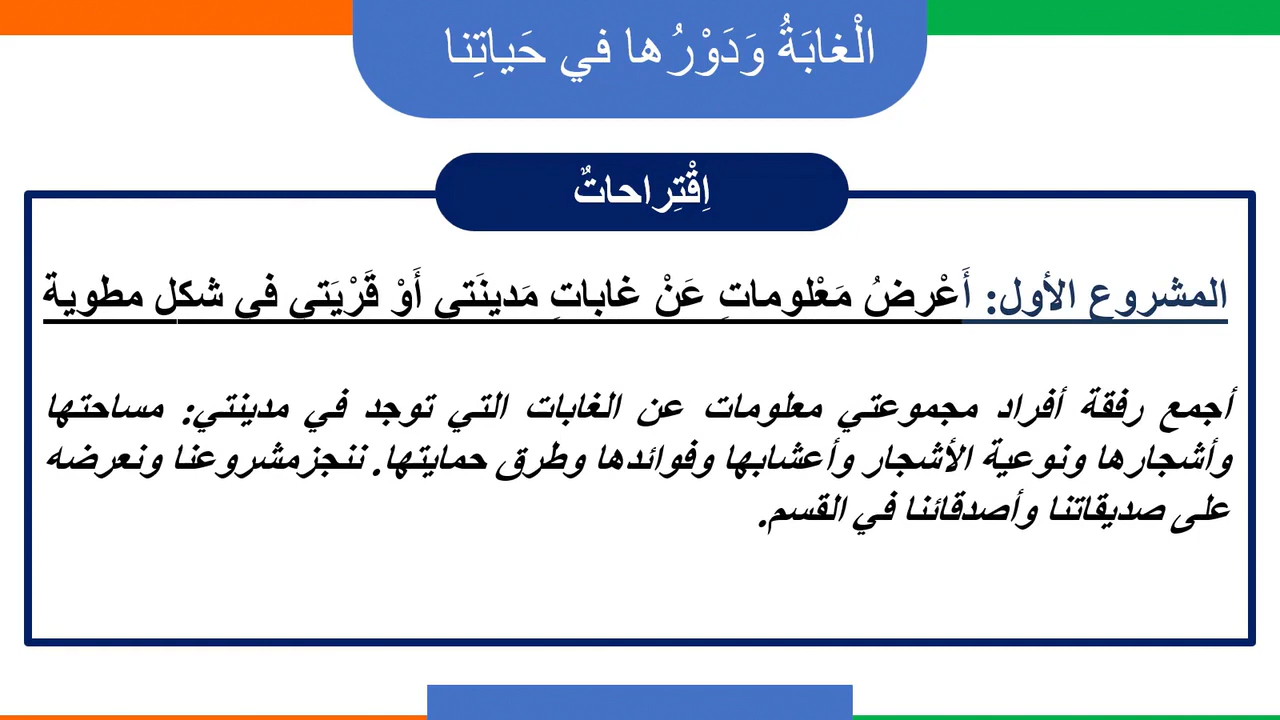 الْغابَةُ وَدَوْرُها في حَياتِنا
اِقْتِراحاتٌ
المشروع الأول: أَعْرضُ مَعْلوماتِ عَنْ غاباتِ مَدينَتي أَوْ قَرْيَتي في شكل مطوية
أجمع رفقة أفراد مجموعتي معلومات عن الغابات التي توجد في مدينتي: مساحتها
وأشجارها ونوعية الأشجار وأعشابها وفوائدها وطرق حمايتها. ننجزمشروعنا ونعرضه
على صديقاتنا وأصدقائنا في القسم.